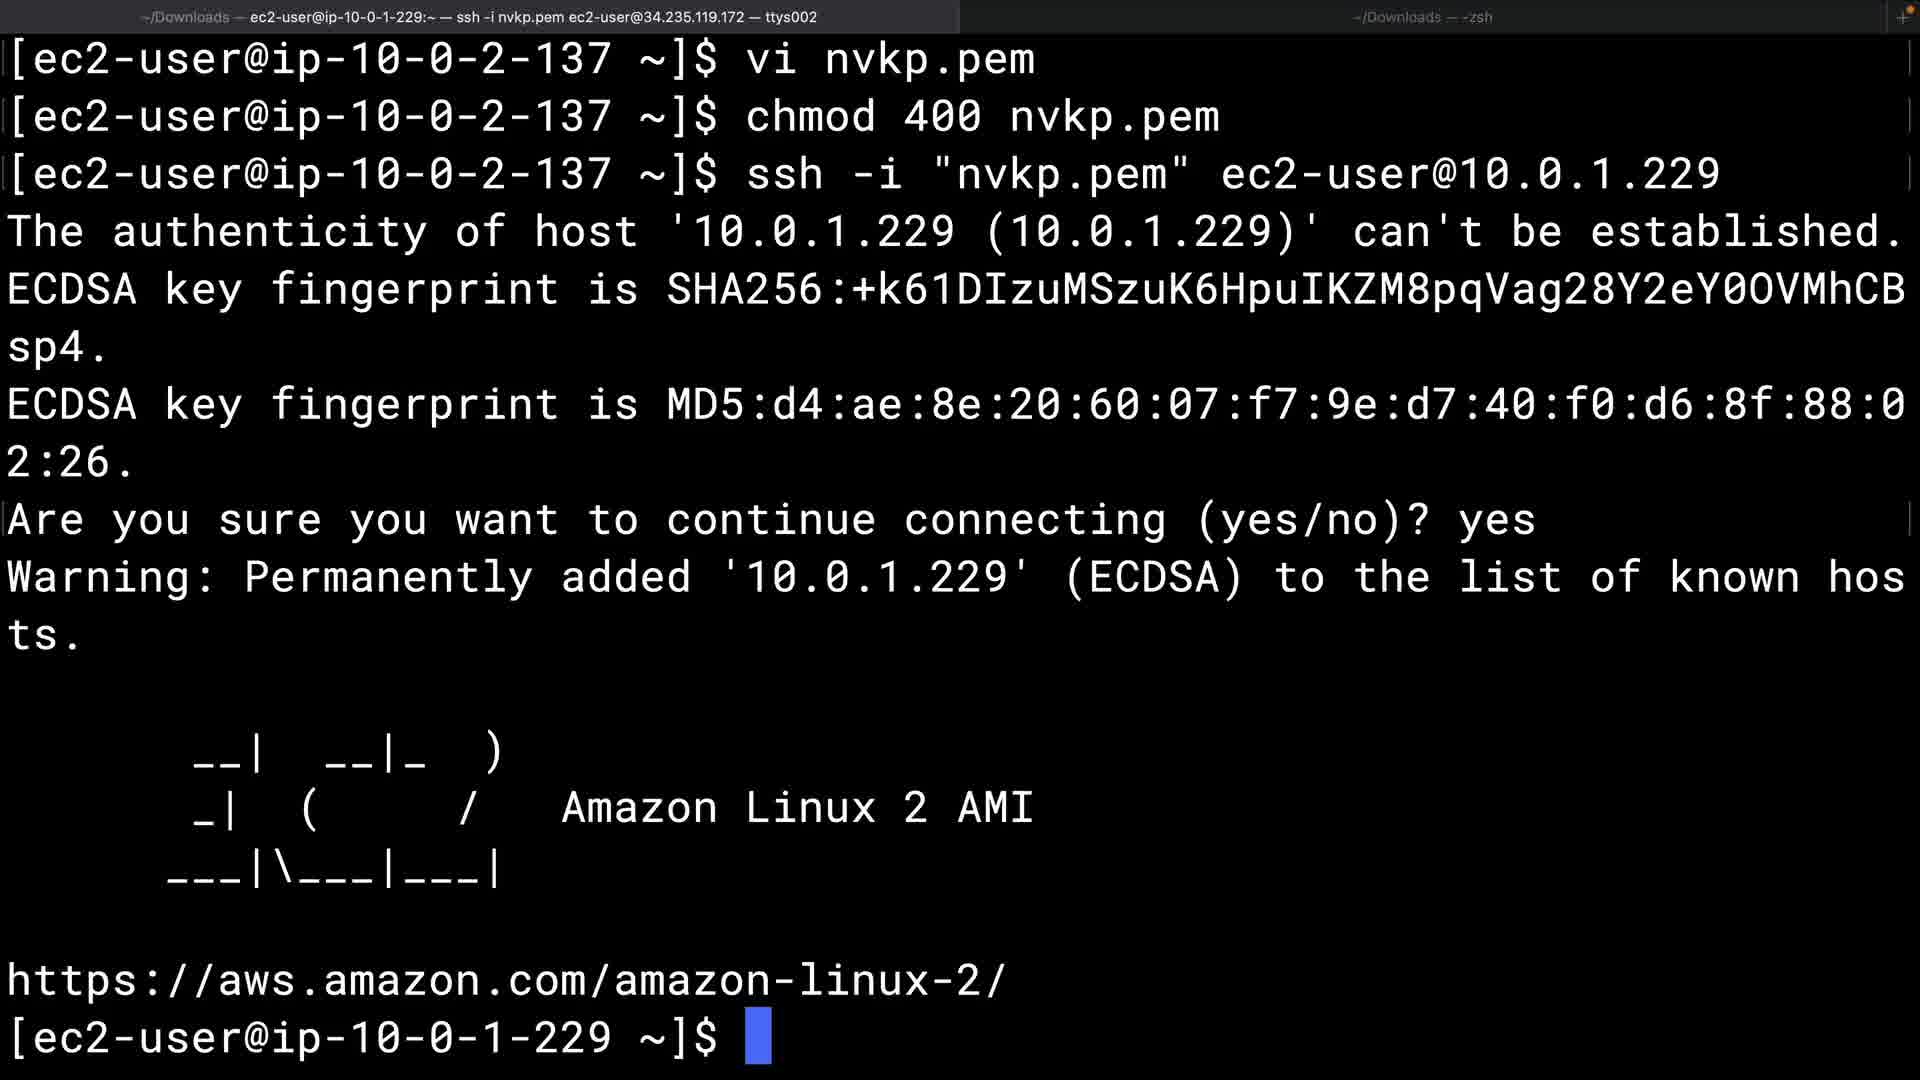 ~/Downloads — ec2-user@ip-10-0-1-229:~ — ssh -i nvkp.pem ec2-user@34.235.119.172 — ttys002
~/Downloads — -zsh
+
[ec2-user@ip-10-0-2-137 ~]$ vi nvkp.pem
[ec2-user@ip-10-0-2-137 ~]$ chmod 400 nvkp.pem
[ec2-user@ip-10-0-2-137 ~]$ ssh -i "nvkp.pem" ec2-user@10.0.1.229
The authenticity of host '10.0.1.229 (10.0.1.229)' can't be established.
ECDSA key fingerprint is SHA256:+k61DIzuMSzuK6HpuIKZM8pqVag28Y2eY0OVMhCB
sp4.
ECDSA key fingerprint is MD5:d4:ae:8e:20:60:07:f7:9e:d7:40:f0:d6:8f:88:0
2:26.
Are you sure you want to continue connecting (yes/no)? yes
Warning: Permanently added '10.0.1.229' (ECDSA) to the list of known hos
ts.
       __|  __|_  )
       _|  (     /   Amazon Linux 2 AMI
      ___|\___|___|
https://aws.amazon.com/amazon-linux-2/
[ec2-user@ip-10-0-1-229 ~]$